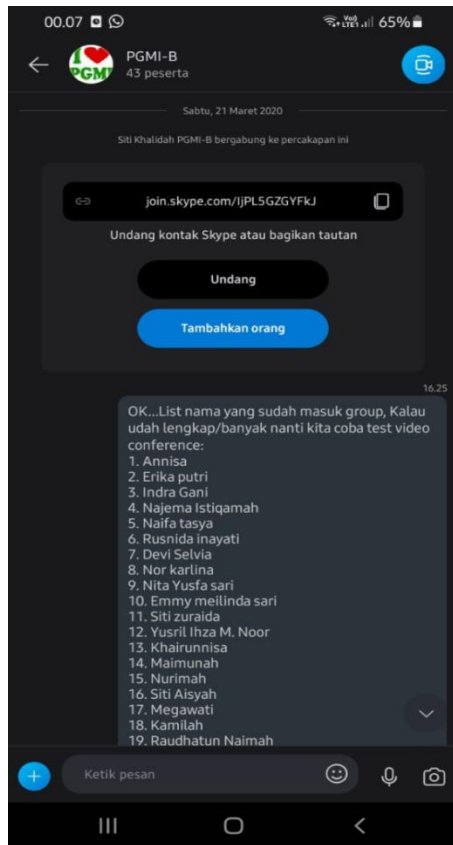 00.07
65%
I ❤ PGMI
PGMI-B
43 peserta
Sabtu, 21 Maret 2020
Siti Khalidah PGMI-B bergabung ke percakapan ini
join.skype.com/IjPL5GZGYFkJ
Undang kontak Skype atau bagikan tautan
Undang
Tambahkan orang
16.25
OK...List nama yang sudah masuk group, Kalau
udah lengkap/banyak nanti kita coba test video
conference:
1. Annisa
2. Erika putri
3. Indra Gani
4. Najema Istiqamah
5. Naifa tasya
6. Rusnida inayati
7. Devi Selvia
8. Nor karlina
9. Nita Yusfa sari
10. Emmy meilinda sari
11. Siti zuraida
12. Yusril Ihza M. Noor
13. Khairunnisa
14. Maimunah
15. Nurimah
16. Siti Aisyah
17. Megawati
18. Kamilah
19. Raudhatun Naimah
Ketik pesan